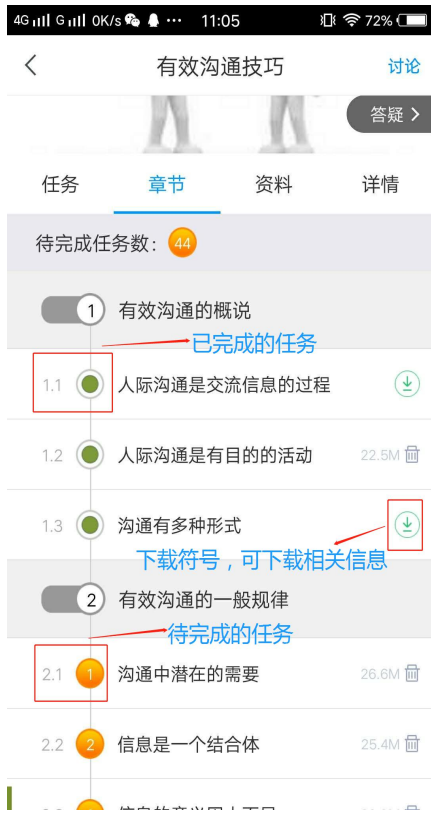 4G G 0K/s ··· 11:05 72%
有效沟通技巧 讨论
答疑
任务 章节 资料 详情
待完成任务数: 44
1 有效沟通的概说
已完成的任务
1.1 人际沟通是交流信息的过程
1.2 人际沟通是有目的的活动 22.5M
1.3 沟通有多种形式
下载符号，可下载相关信息
2 有效沟通的一般规律
待完成的任务
2.1 1 沟通中潜在的需要 26.6M
2.2 2 信息是一个结合体 25.4M